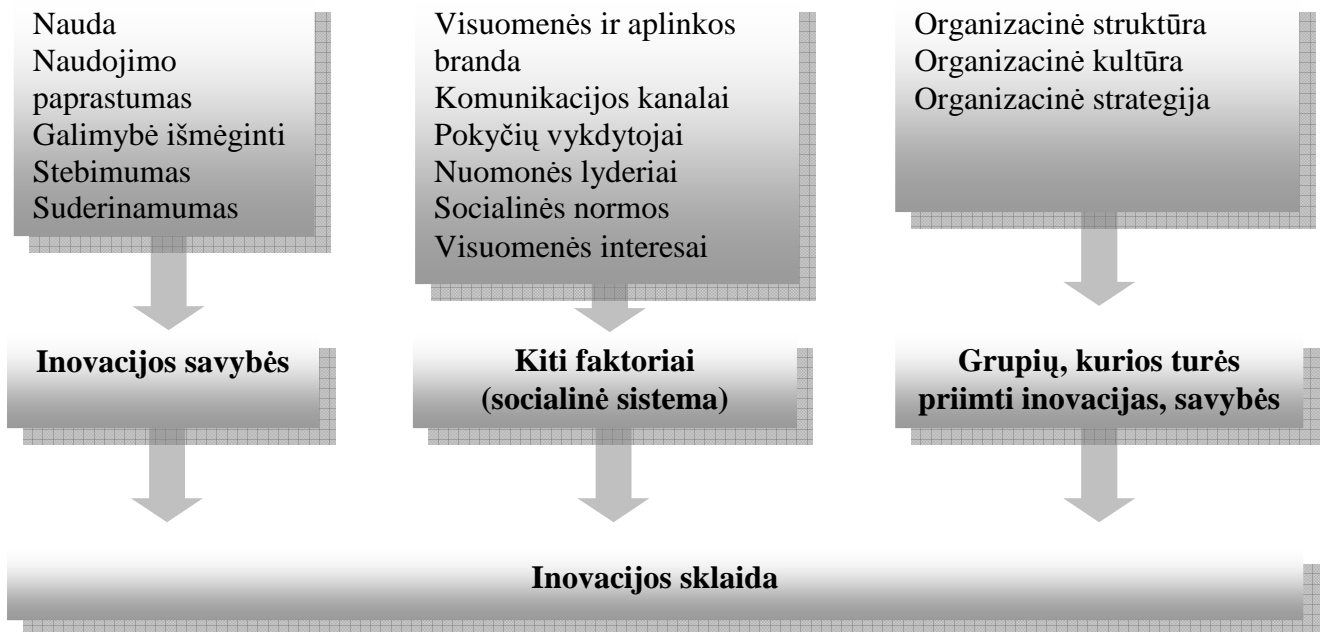 Nauda
Naudojimo
paprastumas
Galimybė išmėginti
Stebimumas
Suderinamumas
Visuomenės ir aplinkos
branda
Komunikacijos kanalai
Pokyčių vykdytojai
Nuomonės lyderiai
Socialinės normos
Visuomenės interesai
Organizacinė struktūra
Organizacinė kultūra
Organizacinė strategija
Inovacijos savybės
Kiti faktoriai
(socialinė sistema)
Grupių, kurios turės
priimti inovacijas, savybės
Inovacijos sklaida